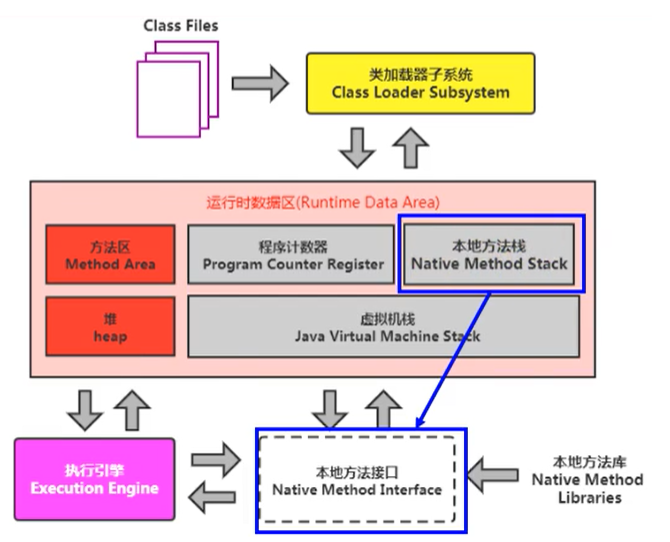 Class Files
类加载器子系统
Class Loader Subsystem
运行时数据区(Runtime Data Area)
方法区
Method Area
程序计数器
Program Counter Register
本地方法栈
Native Method Stack
堆
heap
虚拟机栈
Java Virtual Machine Stack
执行引擎
Execution Engine
本地方法接口
Native Method Interface
本地方法库
Native Method
Libraries